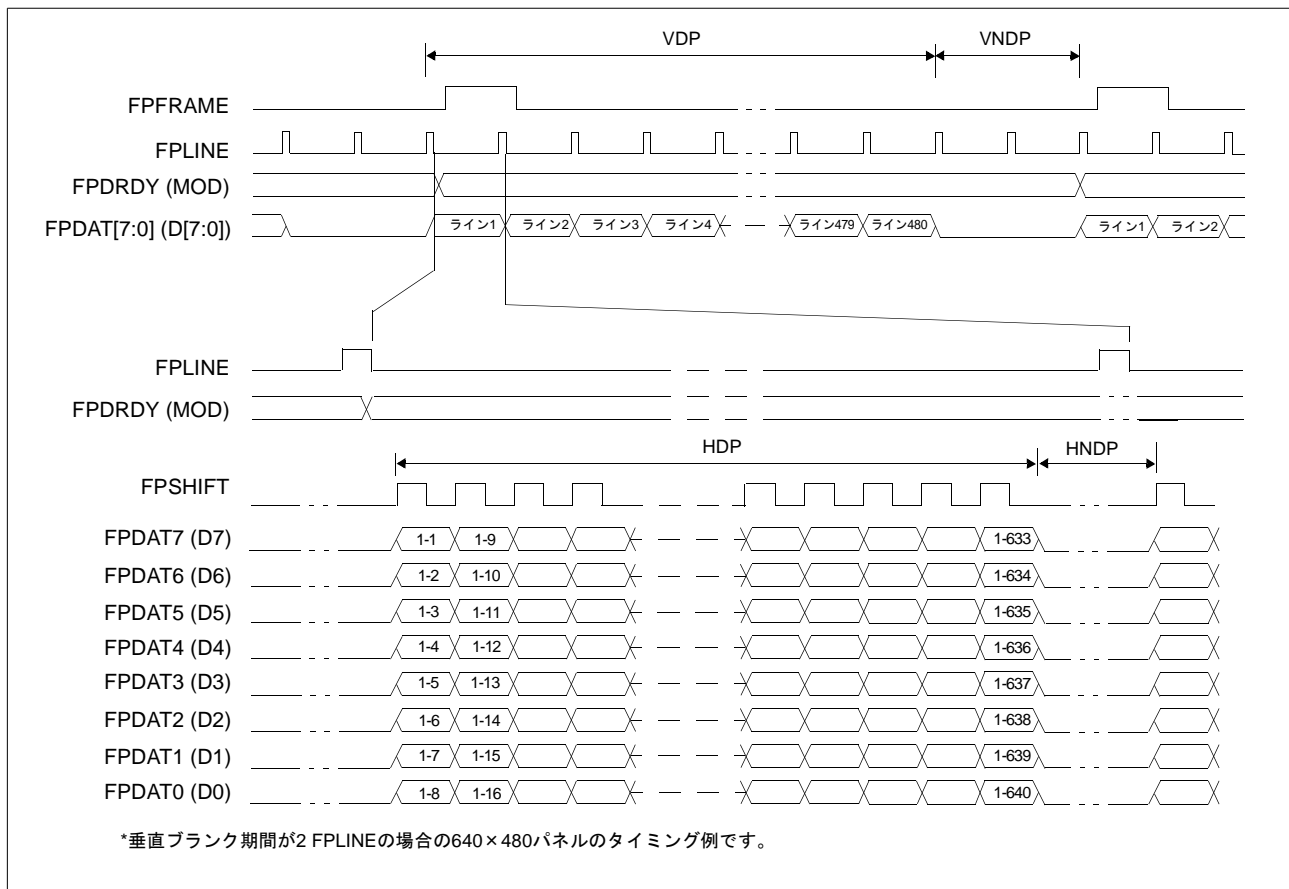 VDP VNDP
FPFRAME
FPLINE
FPDRDY (MOD)
FPDAT[7:0] (D[7:0]) ライン1 ライン2 ライン3 ライン4 ライン479 ライン480 ライン1 ライン2
FPLINE
FPDRDY (MOD)
HDP HNDP
FPSHIFT
FPDAT7 (D7) 1-1 1-9 1-633
FPDAT6 (D6) 1-2 1-10 1-634
FPDAT5 (D5) 1-3 1-11 1-635
FPDAT4 (D4) 1-4 1-12 1-636
FPDAT3 (D3) 1-5 1-13 1-637
FPDAT2 (D2) 1-6 1-14 1-638
FPDAT1 (D1) 1-7 1-15 1-639
FPDAT0 (D0) 1-8 1-16 1-640
*垂直ブランク期間が2 FPLINEの場合の640×480パネルのタイミング例です。